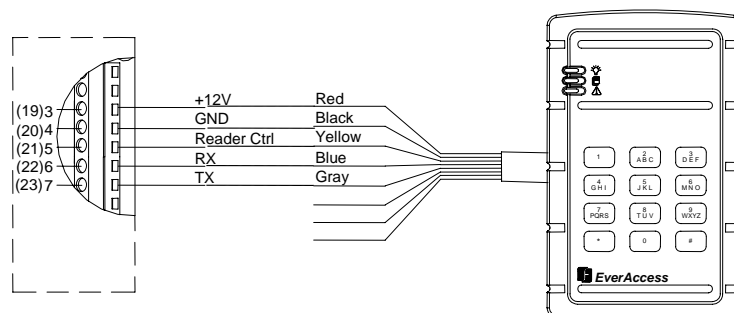 +12V Red
(19)3 GND Black
(20)4 Reader Ctrl Yellow
(21)5 RX Blue
(22)6 TX Gray
(23)7
1 2 ABC 3 DEF
4 GHI 5 JKL 6 MNO
7 PQRS 8 TUV 9 WXYZ
* 0 #
EverAccess